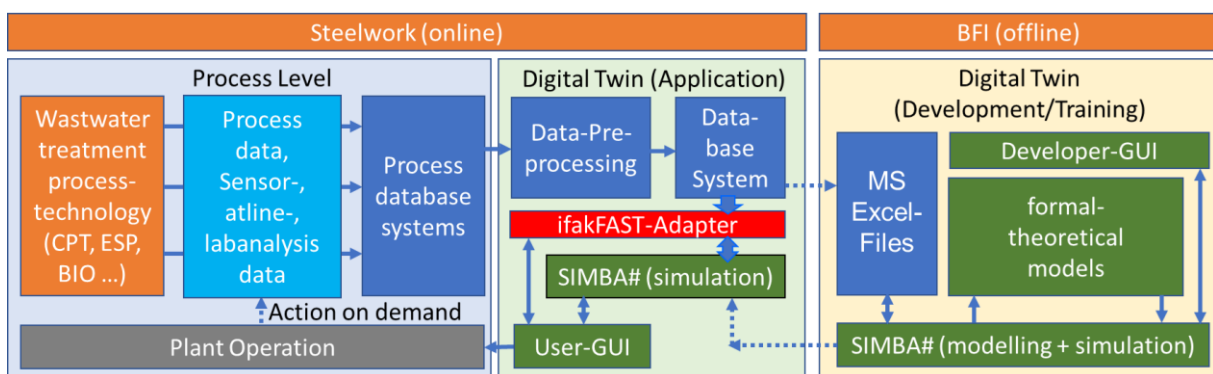 Steelwork (online)
BFI (offline)
Process Level
Wastwater
treatment
process-
technology
(CPT, ESP,
BIO ...)
Process
data,
Sensor-,
atline-,
labanalysis
data
Process
database
systems
Action on demand
Plant Operation
Digital Twin (Application)
Data-Pre-
processing
Data-
base
System
ifakFAST-Adapter
SIMBA# (simulation)
User-GUI
Digital Twin
(Development/Training)
MS
Excel-
Files
Developer-GUI
formal-
theoretical
models
SIMBA# (modelling + simulation)